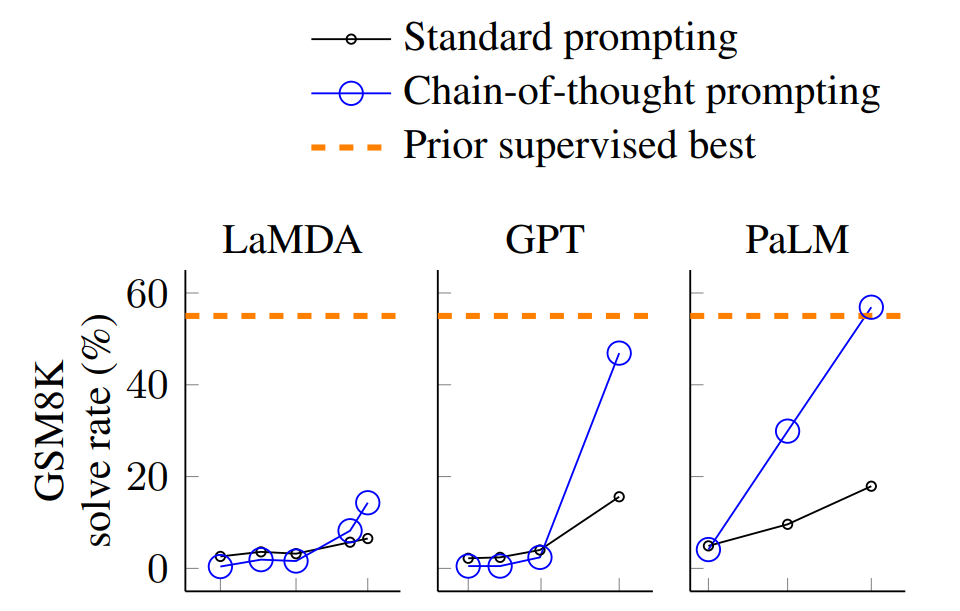 Standard prompting
Chain-of-thought prompting
Prior supervised best
LaMDA
GPT
PaLM
60
40
20
0
GSM8K
solve rate (%)